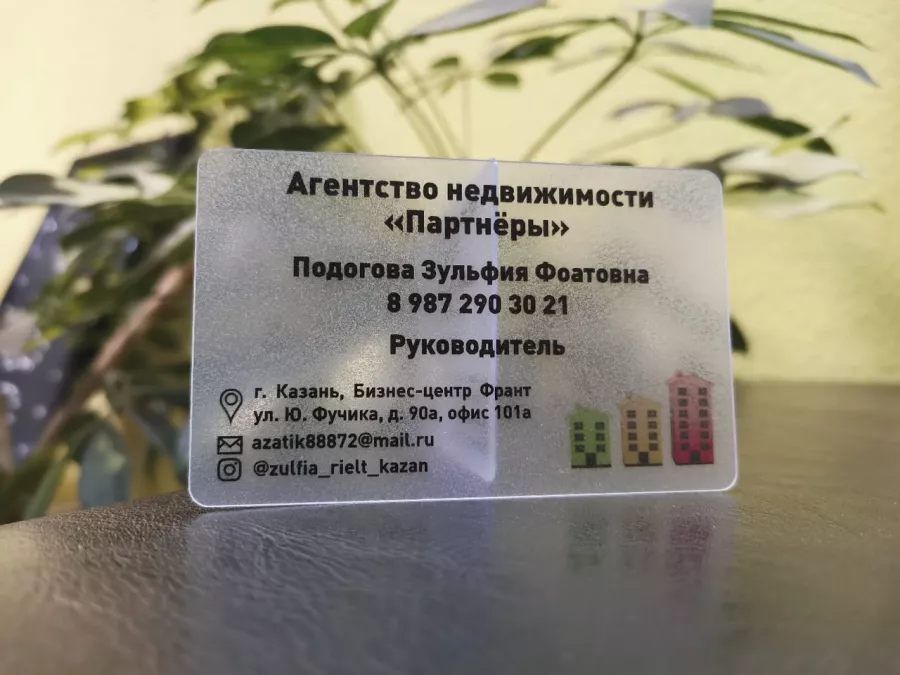 Агентство недвижимости
«Партнёры»
Подогова Зульфия Фоатовна
8 987 290 30 21
Руководитель
г. Казань, Бизнес-центр Франт
ул. Ю. Фучика, д. 90а, офис 101а
azatik88872@mail.ru
@zulfia_rielt_kazan